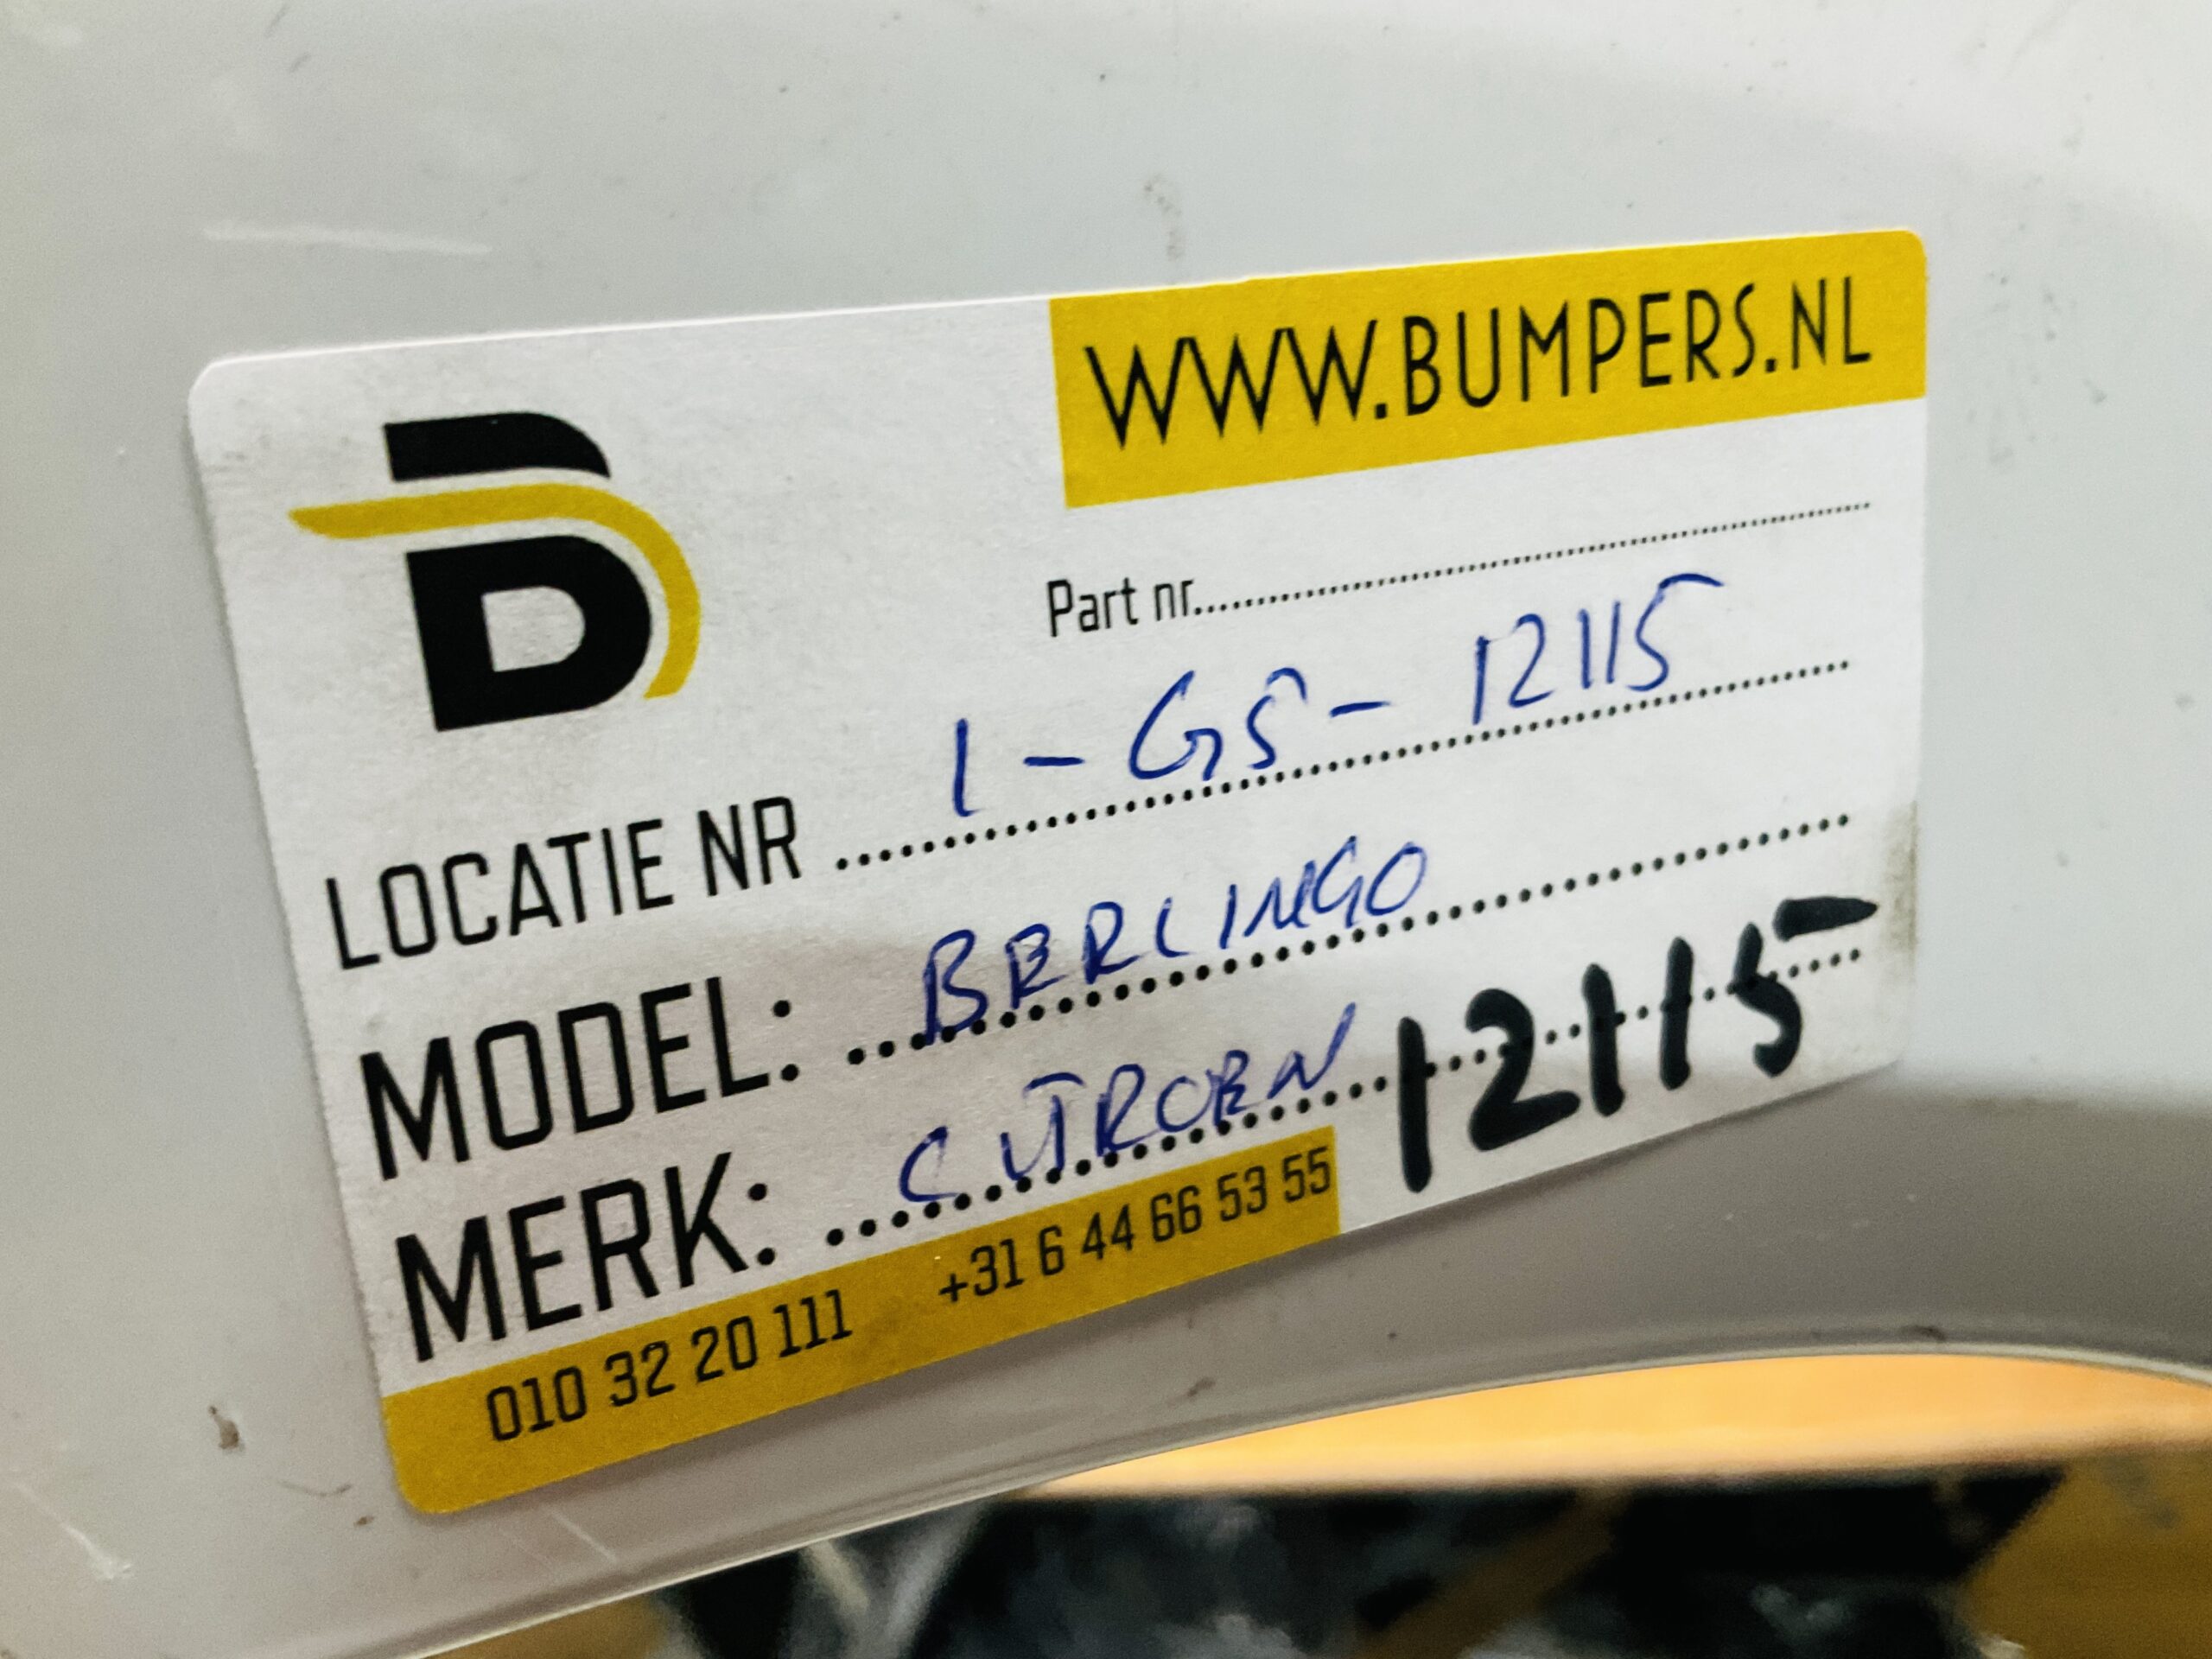 WWW.BUMPERS.NL
B
Part nr..........
LOCATIE NR .......... 1-G5-12115
MODEL: .......... BERLINGO
MERK: .......... CITROEN 12115
010 32 20 111 +31 6 44 66 53 55